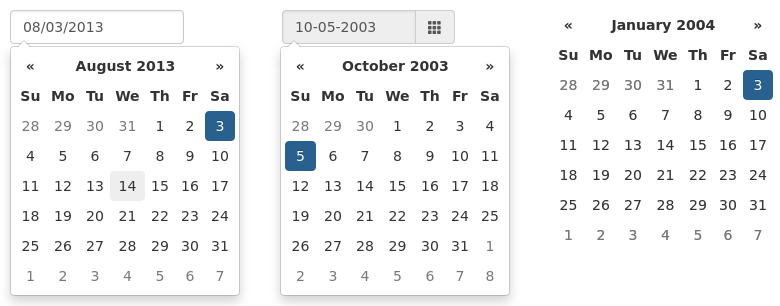 08/03/2013
« August 2013 »
Su Mo Tu We Th Fr Sa
28 29 30 31 1 2 3
4 5 6 7 8 9 10
11 12 13 14 15 16 17
18 19 20 21 22 23 24
25 26 27 28 29 30 31
1 2 3 4 5 6 7
10-05-2003
« October 2003 »
Su Mo Tu We Th Fr Sa
28 29 30 1 2 3 4
5 6 7 8 9 10 11
12 13 14 15 16 17 18
19 20 21 22 23 24 25
26 27 28 29 30 31 1
2 3 4 5 6 7 8
« January 2004 »
Su Mo Tu We Th Fr Sa
28 29 30 31 1 2 3
4 5 6 7 8 9 10
11 12 13 14 15 16 17
18 19 20 21 22 23 24
25 26 27 28 29 30 31
1 2 3 4 5 6 7